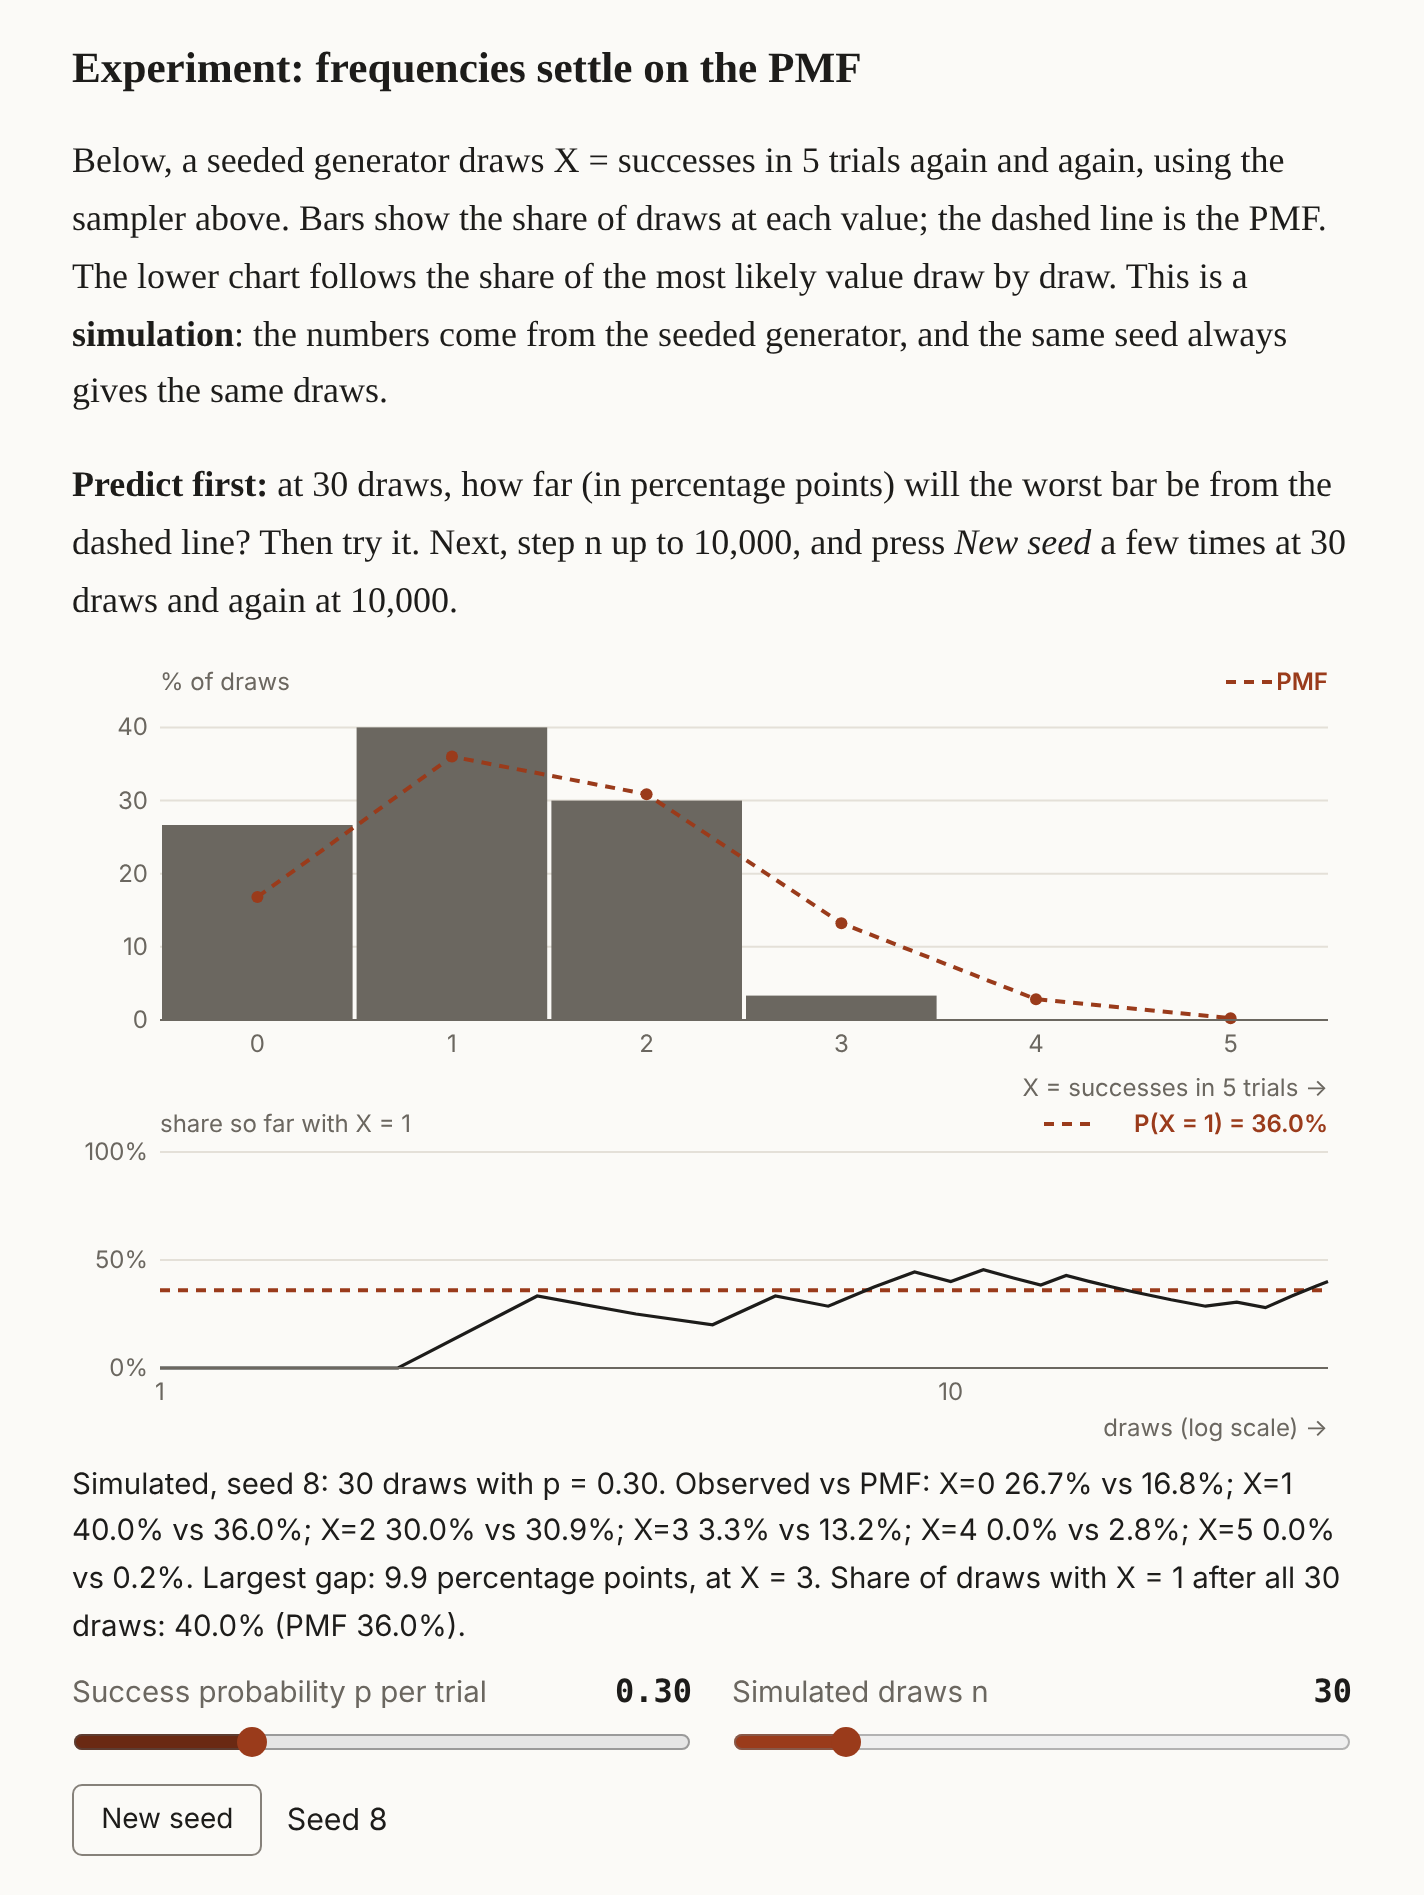 Experiment: frequencies settle on the PMF
Below, a seeded generator draws X = successes in 5 trials again and again, using the
sampler above. Bars show the share of draws at each value; the dashed line is the PMF.
The lower chart follows the share of the most likely value draw by draw. This is a
simulation: the numbers come from the seeded generator, and the same seed always
gives the same draws.
Predict first: at 30 draws, how far (in percentage points) will the worst bar be from the
dashed line? Then try it. Next, step n up to 10,000, and press New seed a few times at 30
draws and again at 10,000.
% of draws
PMF
40
30
20
10
0
0 1 2 3 4 5
X = successes in 5 trials →
share so far with X = 1
P(X = 1) = 36.0%
100%
50%
0%
1 10
draws (log scale) →
Simulated, seed 8: 30 draws with p = 0.30. Observed vs PMF: X=0 26.7% vs 16.8%; X=1
40.0% vs 36.0%; X=2 30.0% vs 30.9%; X=3 3.3% vs 13.2%; X=4 0.0% vs 2.8%; X=5 0.0%
vs 0.2%. Largest gap: 9.9 percentage points, at X = 3. Share of draws with X = 1 after all 30
draws: 40.0% (PMF 36.0%).
Success probability p per trial 0.30
Simulated draws n 30
New seed
Seed 8